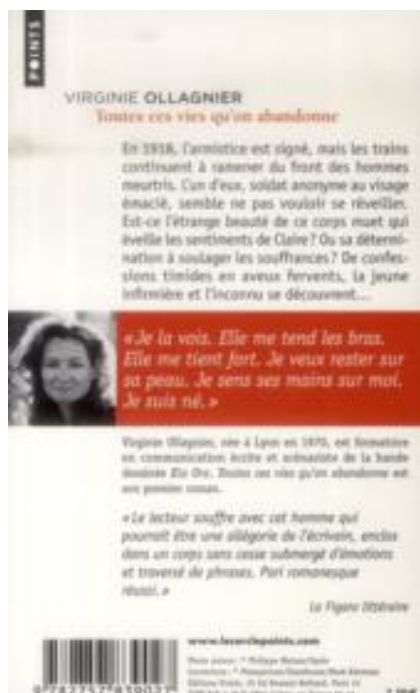 POINTS
VIRGINIE OLLAGNIER
Toutes ces vies qu'on abandonne
En 1918, l'armistice est signé, mais les trains
continuent à ramener du front des hommes
meurtris. L'un d'eux, soldat anonyme au visage
émacié, semble ne pas vouloir se réveiller.
Est-ce l'étrange beauté de ce corps muet qui
éveille les sentiments de Claire ? Ou sa détermi-
nation à soulager les souffrances ? De confes-
sions timides en aveux fervents, la jeune
infirmière et l'inconnu se découvrent...
« Je la vois. Elle me tend les bras.
Elle me tient fort. Je veux rester sur
sa peau. Je sens ses mains sur moi.
Je suis né. »
Virginie Ollagnier, née à Lyon en 1970, est formatrice
en communication écrite et scénariste de la bande
dessinée Kia Ora. Toutes ces vies qu'on abandonne est
son premier roman.
« Le lecteur souffre avec cet homme qui
pourrait être une allégorie de l'écrivain, enclos
dans un corps sans cesse submergé d'émotions
et traversé de phrases. Pari romanesque
réussi. »
Le Figaro littéraire
www.lecerclepoints.com
9 782757 839027